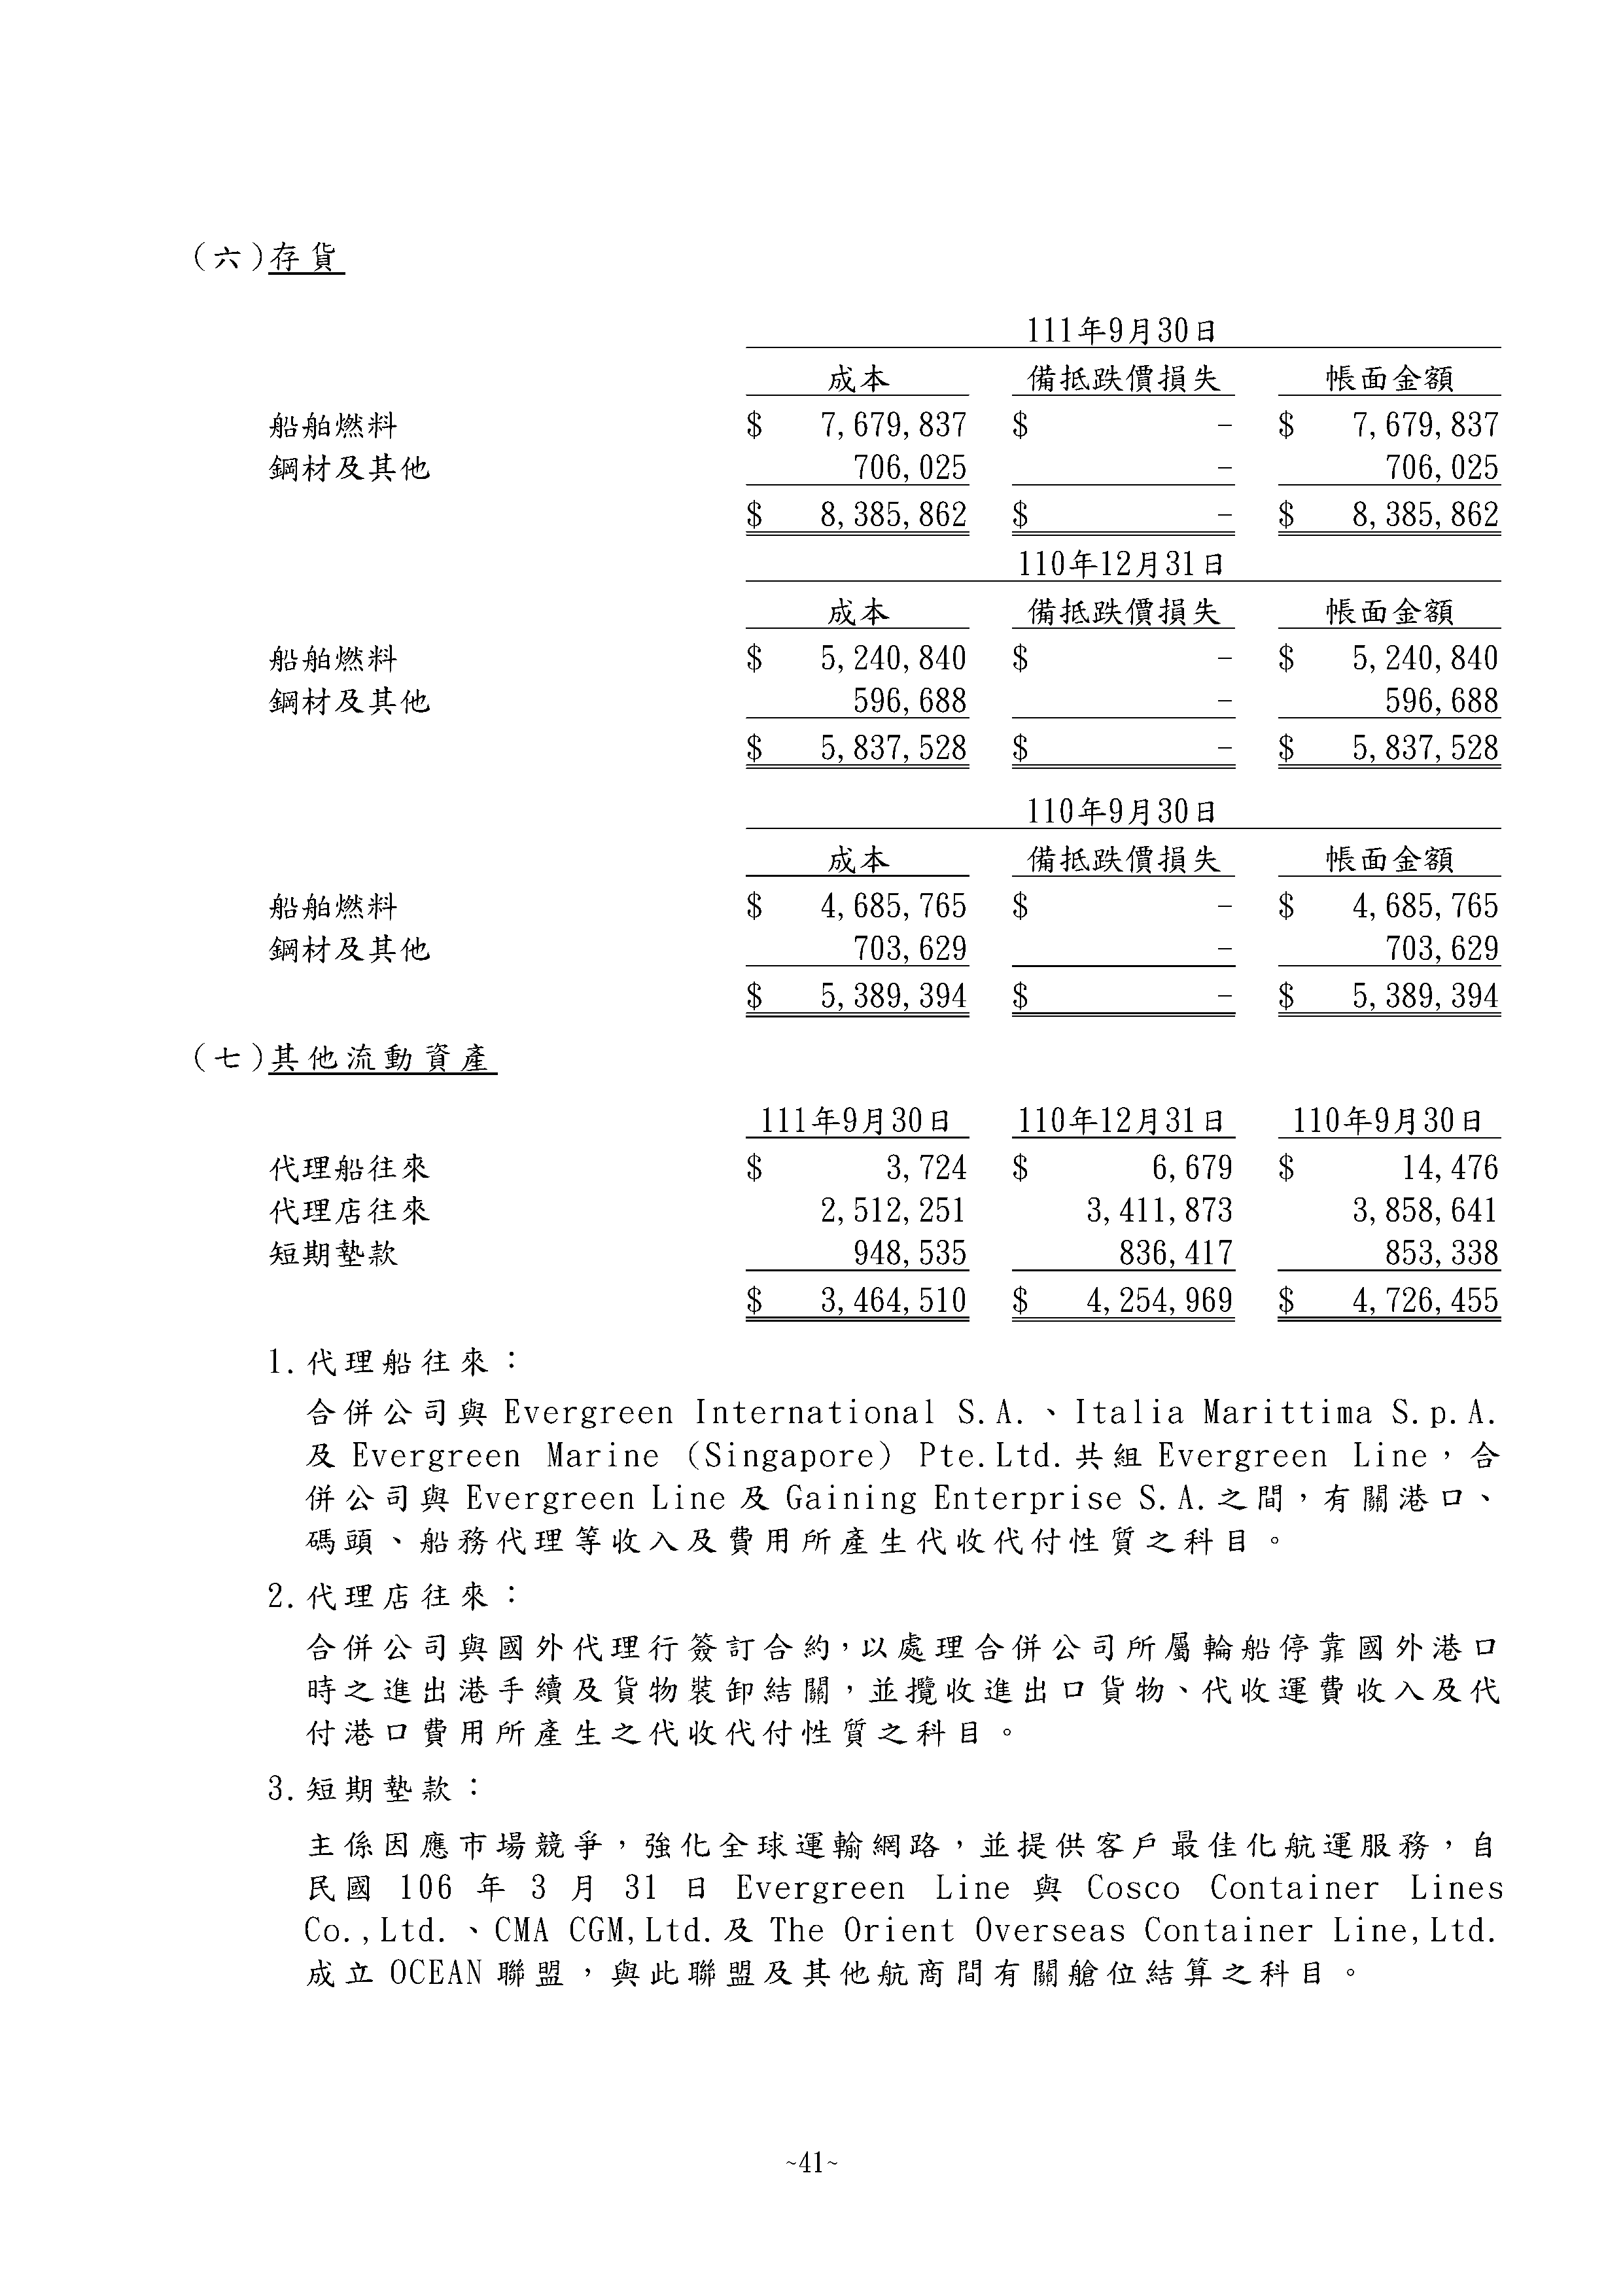 (六)存貨
111年9月30日
成本 備抵跌價損失 帳面金額
船舶燃料 $ 7,679,837 $ - $ 7,679,837
鋼材及其他 706,025 - 706,025
$ 8,385,862 $ - $ 8,385,862
110年12月31日
成本 備抵跌價損失 帳面金額
船舶燃料 $ 5,240,840 $ - $ 5,240,840
鋼材及其他 596,688 - 596,688
$ 5,837,528 $ - $ 5,837,528
110年9月30日
成本 備抵跌價損失 帳面金額
船舶燃料 $ 4,685,765 $ - $ 4,685,765
鋼材及其他 703,629 - 703,629
$ 5,389,394 $ - $ 5,389,394
(七)其他流動資產
111年9月30日 110年12月31日 110年9月30日
代理船往來 $ 3,724 $ 6,679 $ 14,476
代理店往來 2,512,251 3,411,873 3,858,641
短期墊款 948,535 836,417 853,338
$ 3,464,510 $ 4,254,969 $ 4,726,455
1.代理船往來：
合併公司與 Evergreen International S.A.、Italia Marittima S.p.A.
及 Evergreen Marine (Singapore) Pte.Ltd.共組 Evergreen Line，合
併公司與 Evergreen Line 及 Gaining Enterprise S.A.之間，有關港口、
碼頭、船務代理等收入及費用所產生代收代付性質之科目。
2.代理店往來：
合併公司與國外代理行簽訂合約，以處理合併公司所屬輪船停靠國外港口
時之進出港手續及貨物裝卸結關，並攬收進出口貨物、代收運費收入及代
付港口費用所產生之代收代付性質之科目。
3.短期墊款：
主係因應市場競爭，強化全球運輸網路，並提供客戶最佳化航運服務，自
民國 106 年 3 月 31 日 Evergreen Line 與 Cosco Container Lines
Co.,Ltd.、CMA CGM,Ltd.及 The Orient Overseas Container Line,Ltd.
成立 OCEAN 聯盟，與此聯盟及其他航商間有關艙位結算之科目。
~41~